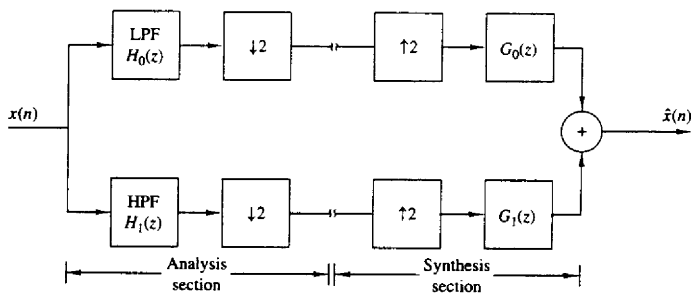 LPF
H₀(z)
↓2
↑2
G₀(z)
x(n)
+
x̂(n)
HPF
H₁(z)
↓2
↑2
G₁(z)
Analysis
section
Synthesis
section